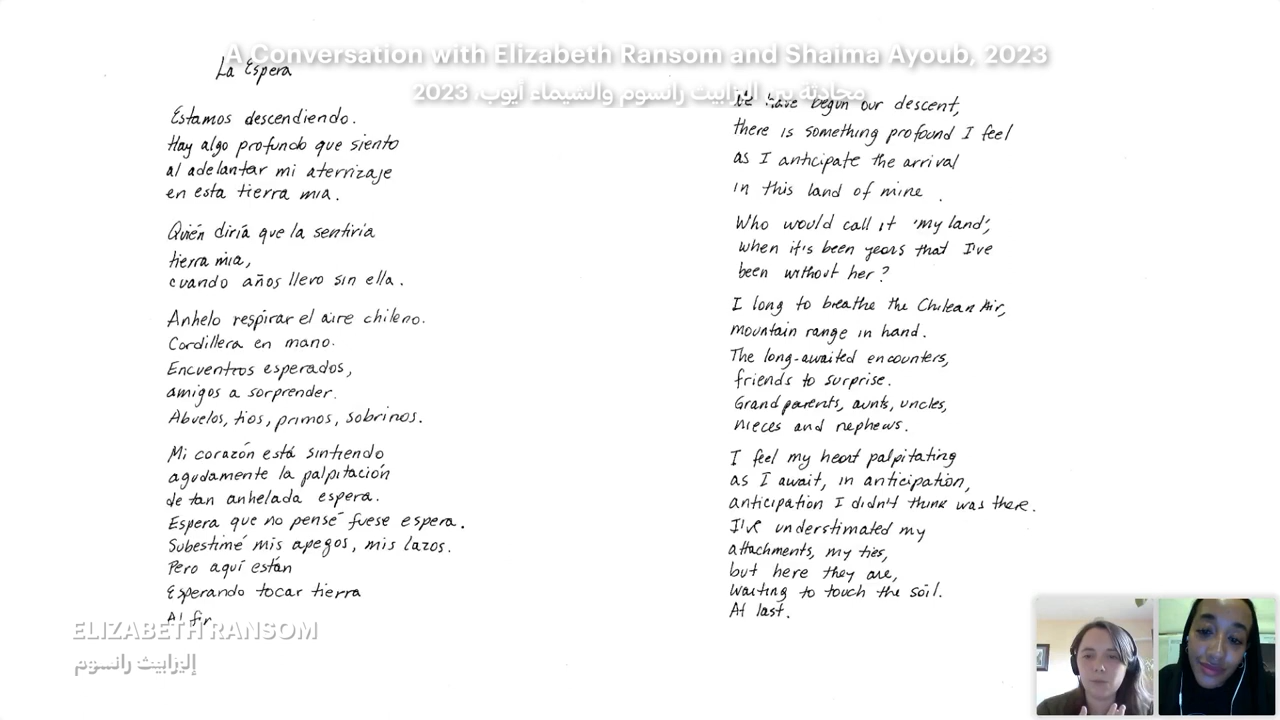 A Conversation with Elizabeth Ransom and Shaima Ayoub, 2023
محادثة بين إليزابيث رانسوم والشيماء أيوب، 2023
La Espera
Estamos descendiendo.
Hay algo profundo que siento
al adelantar mi aterrizaje
en esta tierra mía.
Quién diría que la sentiría
tierra mía,
cuando años llevo sin ella.
Anhelo respirar el aire chileno.
Cordillera en mano.
Encuentros esperados,
amigos a sorprender.
Abuelos, tíos, primos, sobrinos.
Mi corazón está sintiendo
agudamente la palpitación
de tan anhelada espera.
Espera que no pensé fuese espera.
Subestimé mis apegos, mis lazos.
Pero aquí están
Esperando tocar tierra
Al fin
We have begun our descent,
there is something profound I feel
as I anticipate the arrival
in this land of mine.
Who would call it 'my land',
when it's been years that I've
been without her?
I long to breathe the Chilean Air,
mountain range in hand.
The long-awaited encounters,
friends to surprise.
Grandparents, aunts, uncles,
nieces and nephews.
I feel my heart palpitating
as I await, in anticipation,
anticipation I didn't think was there.
I've understimated my
attachments, my ties,
but here they are,
waiting to touch the soil.
At last.
ELIZABETH RANSOM
إليزابيث رانسوم